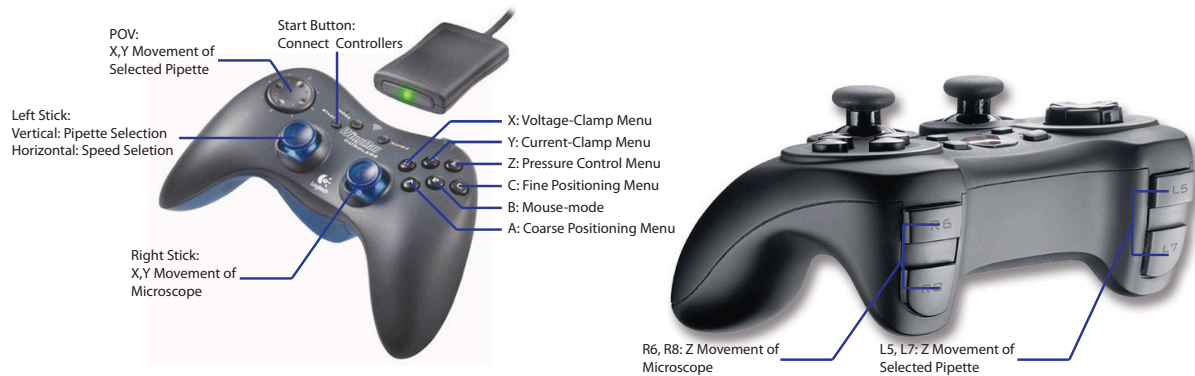 POV:
X,Y Movement of
Selected Pipette
Start Button:
Connect Controllers
Left Stick:
Vertical: Pipette Selection
Horizontal: Speed Seletion
Right Stick:
X,Y Movement of
Microscope
X: Voltage-Clamp Menu
Y: Current-Clamp Menu
Z: Pressure Control Menu
C: Fine Positioning Menu
B: Mouse-mode
A: Coarse Positioning Menu
Logitech
CORDLESS
R6
R8
L5
L7
R6, R8: Z Movement of
Microscope
L5, L7: Z Movement of
Selected Pipette